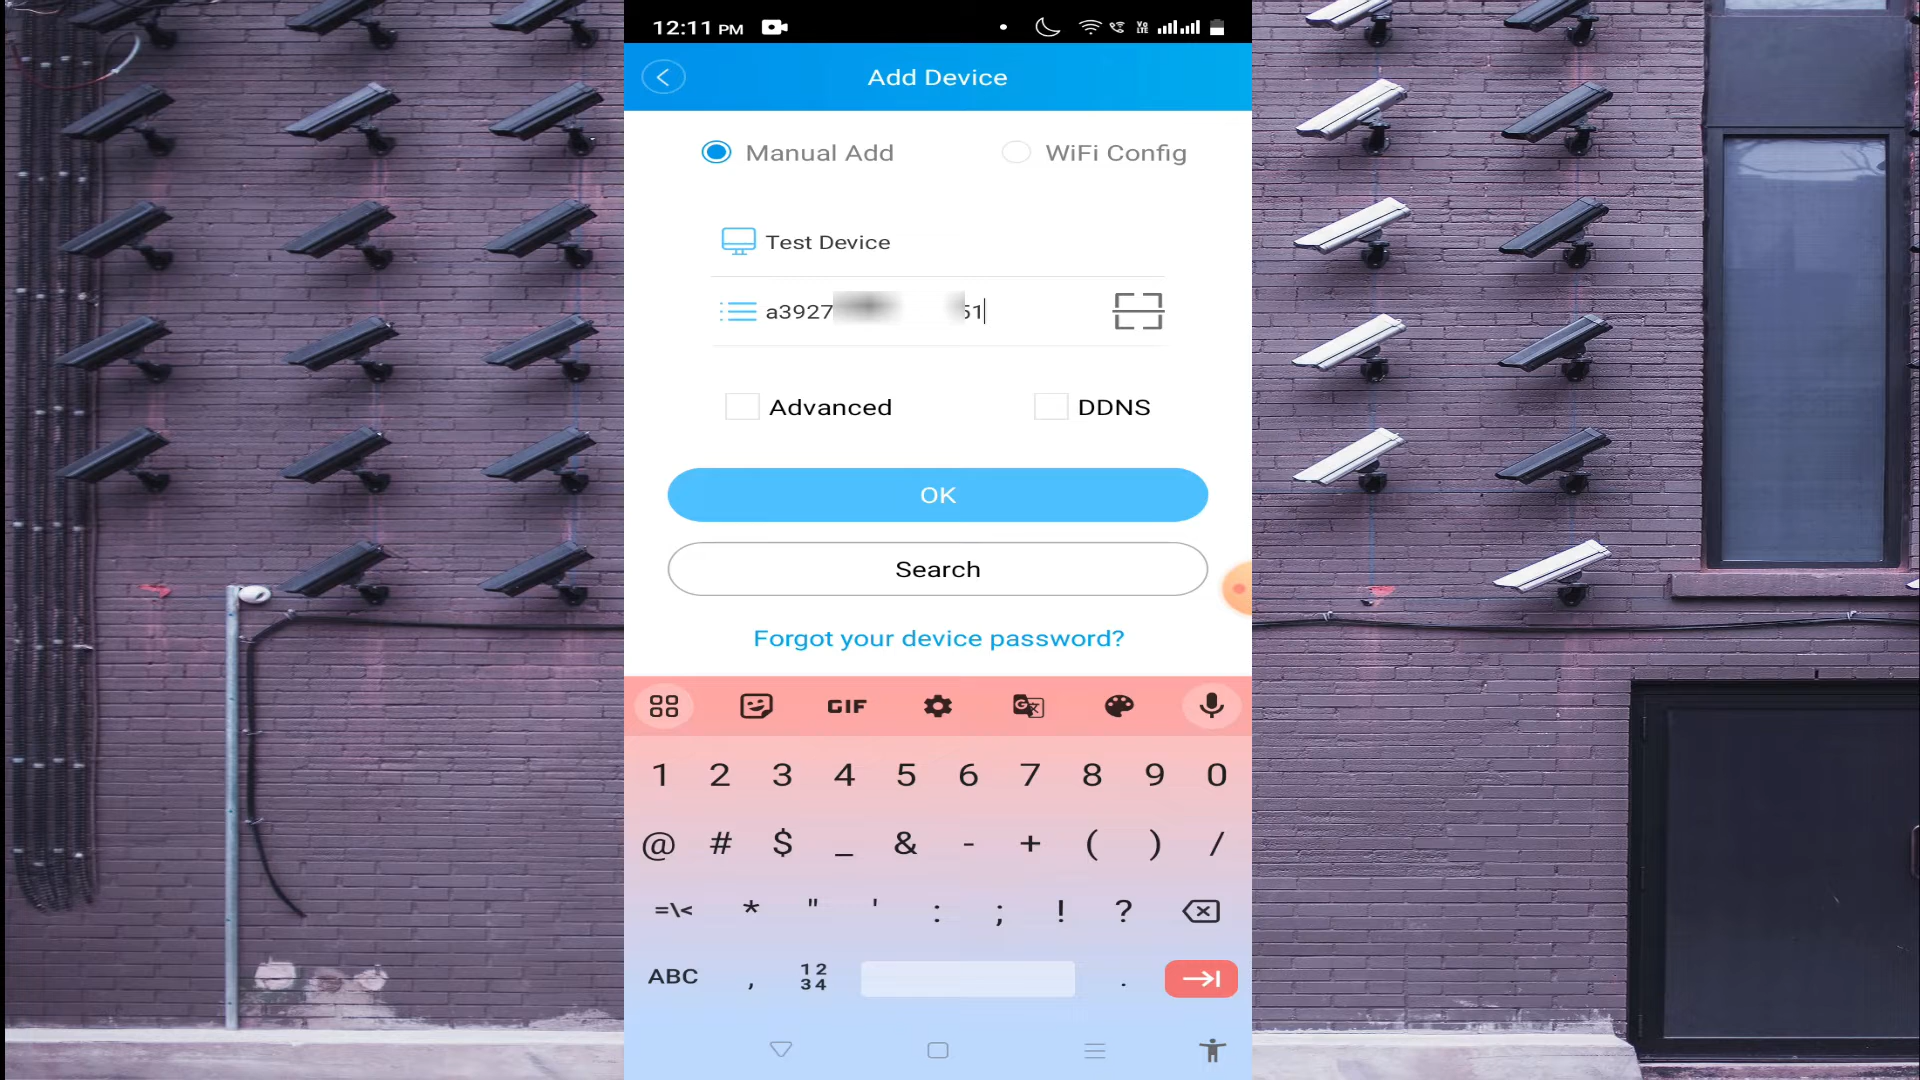 12:11 PM
Add Device
Manual Add
WiFi Config
Test Device
a3927 51
Advanced
DDNS
OK
Search
Forgot your device password?
GIF
1 2 3 4 5 6 7 8 9 0
@ # $ _ & - + ( ) /
=\< * " ' : ; ! ?
ABC , 12 34 .